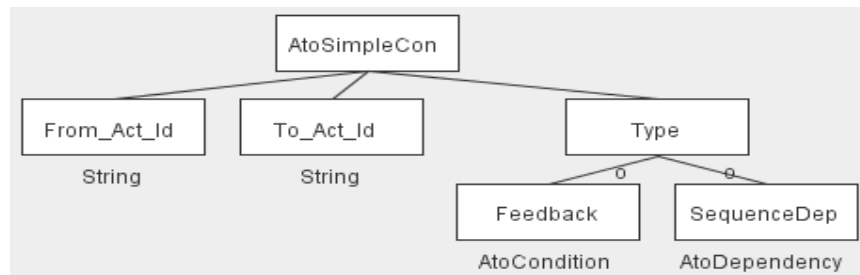 AtoSimpleCon
From_Act_Id To_Act_Id Type
String String
o o
Feedback SequenceDep
AtoCondition AtoDependency